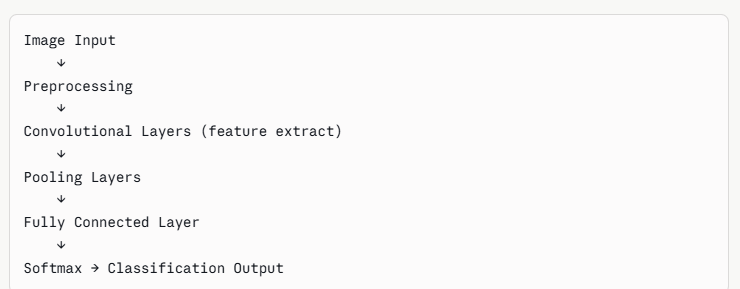 Image Input
↓
Preprocessing
↓
Convolutional Layers (feature extract)
↓
Pooling Layers
↓
Fully Connected Layer
↓
Softmax → Classification Output